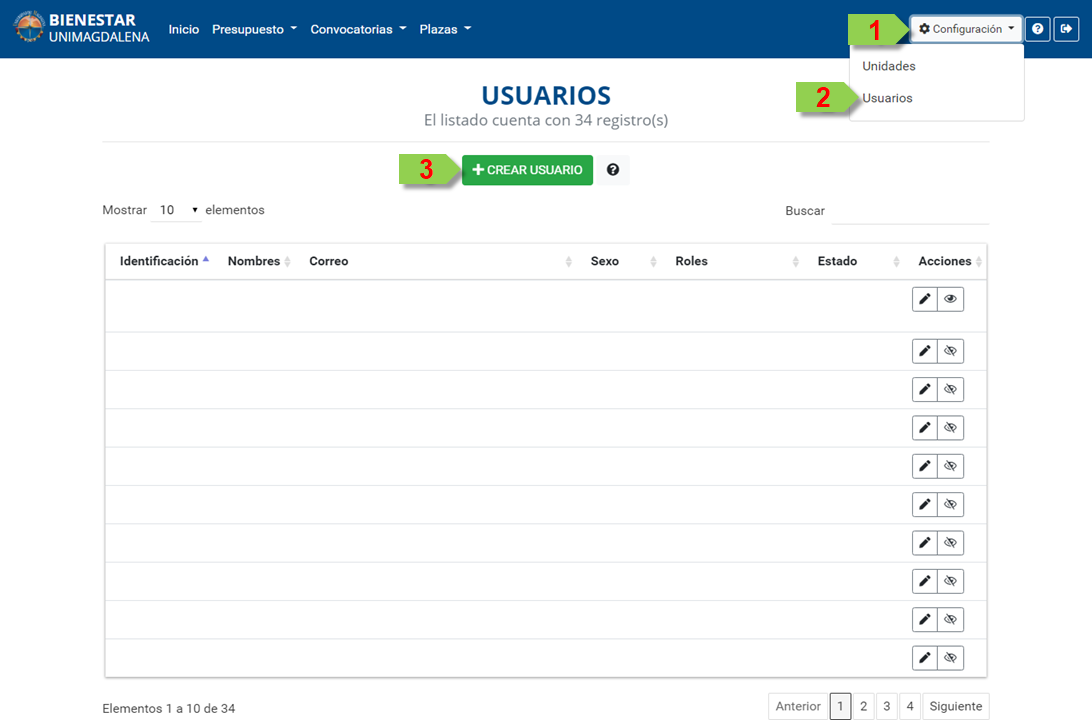 BIENESTAR
UNIMAGDALENA
Inicio Presupuesto Convocatorias Plazas
1 Configuración
Unidades
2 Usuarios
USUARIOS
El listado cuenta con 34 registro(s)
3 CREAR USUARIO
Mostrar 10 elementos Buscar
Identificación Nombres Correo Sexo Roles Estado Acciones
Elementos 1 a 10 de 34
Anterior 1 2 3 4 Siguiente